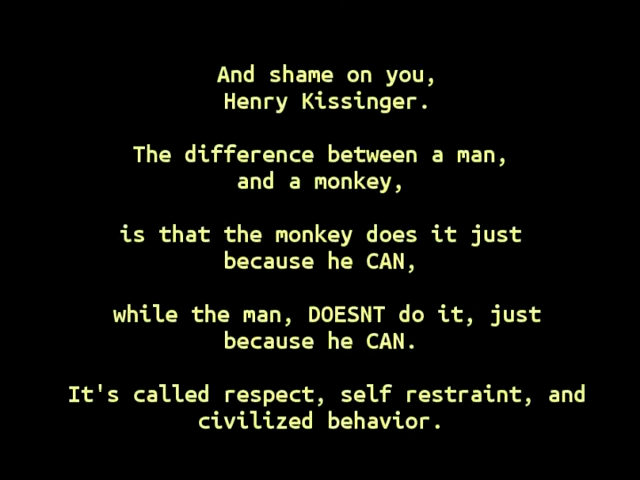 And shame on you,
Henry Kissinger.
The difference between a man,
and a monkey,
is that the monkey does it just
because he CAN,
while the man, DOESNT do it, just
because he CAN.
It's called respect, self restraint, and
civilized behavior.